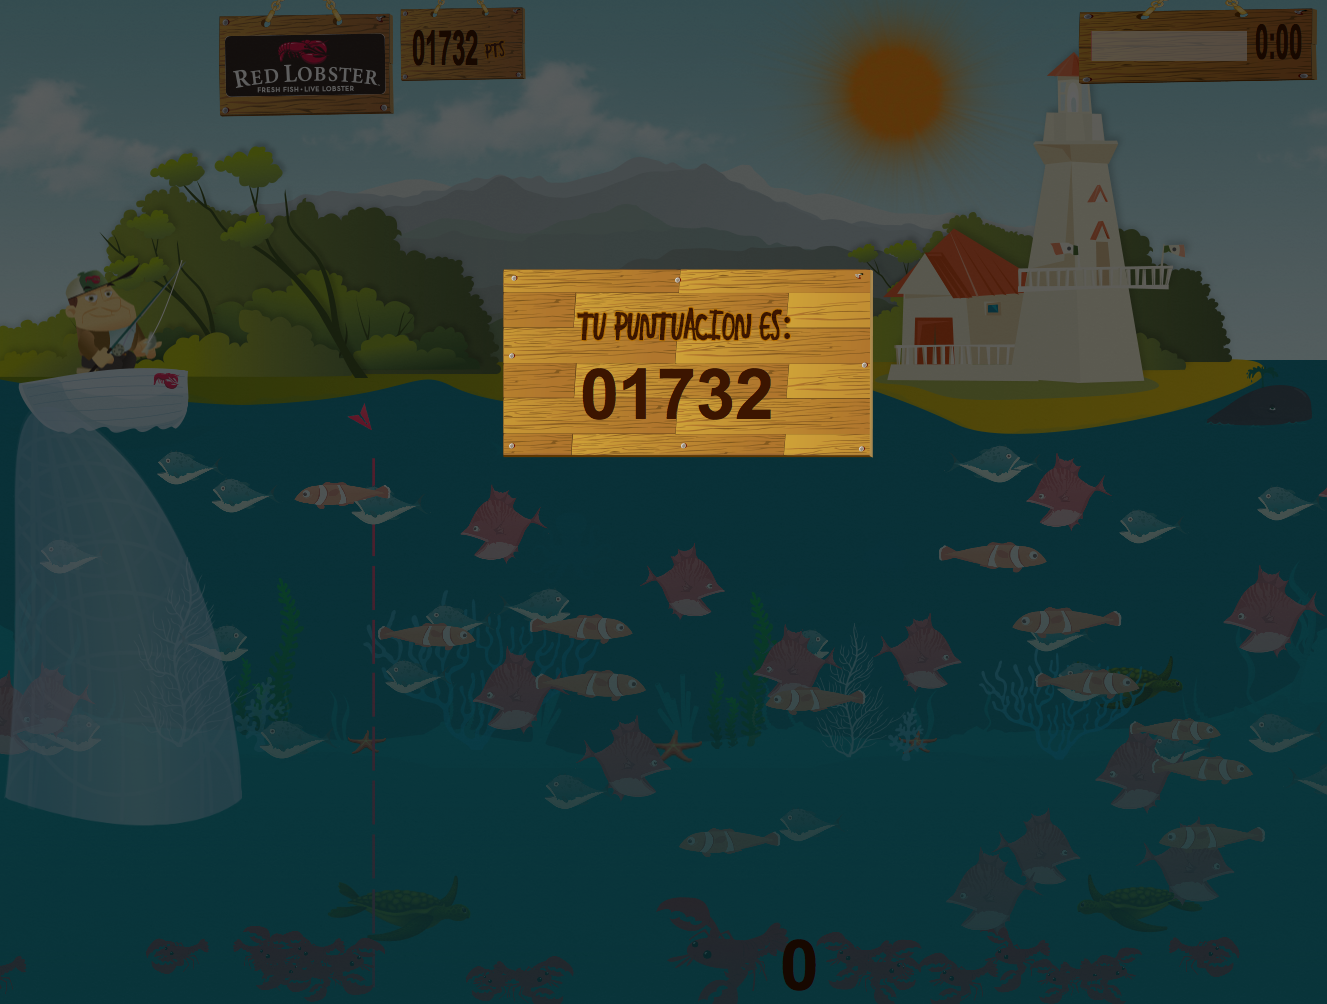 RED LOBSTER
FRESH FISH • LIVE LOBSTER
01732 PTS
0:00
TU PUNTUACION ES:
01732
0